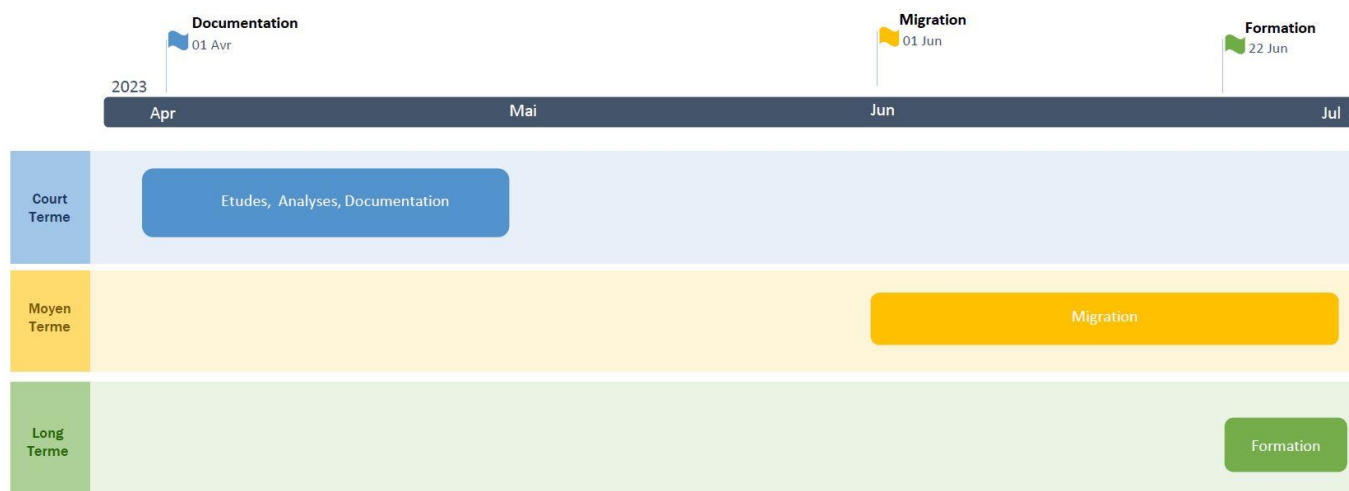 Documentation
01 Avr
Migration
01 Jun
Formation
22 Jun
2023
Apr Mai Jun Jul
Court
Terme
Etudes, Analyses, Documentation
Moyen
Terme
Migration
Long
Terme
Formation